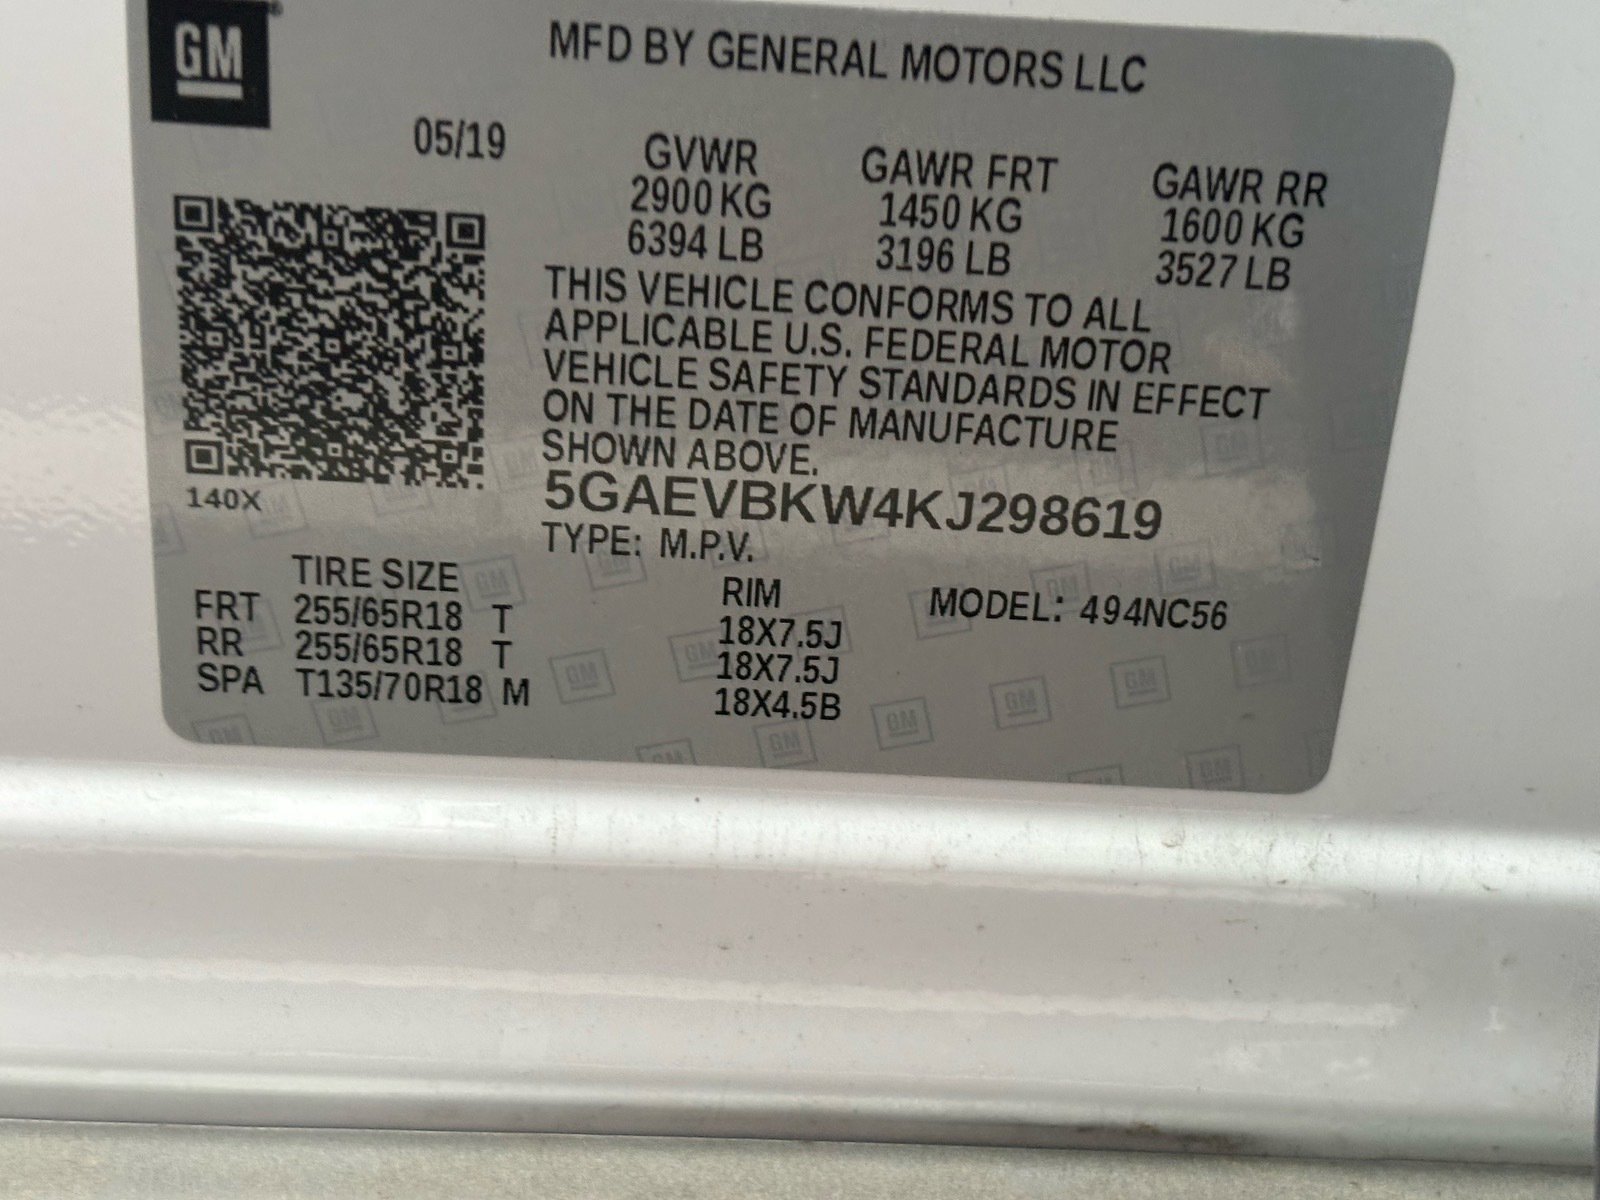 GM
MFD BY GENERAL MOTORS LLC
05/19
GVWR GAWR FRT GAWR RR
2900 KG 1450 KG 1600 KG
6394 LB 3196 LB 3527 LB
THIS VEHICLE CONFORMS TO ALL
APPLICABLE U.S. FEDERAL MOTOR
VEHICLE SAFETY STANDARDS IN EFFECT
ON THE DATE OF MANUFACTURE
SHOWN ABOVE.
140X
5GAEVBKW4KJ298619
TYPE: M.P.V.
TIRE SIZE RIM MODEL: 494NC56
FRT 255/65R18 T 18X7.5J
RR 255/65R18 T 18X7.5J
SPA T135/70R18 M 18X4.5B